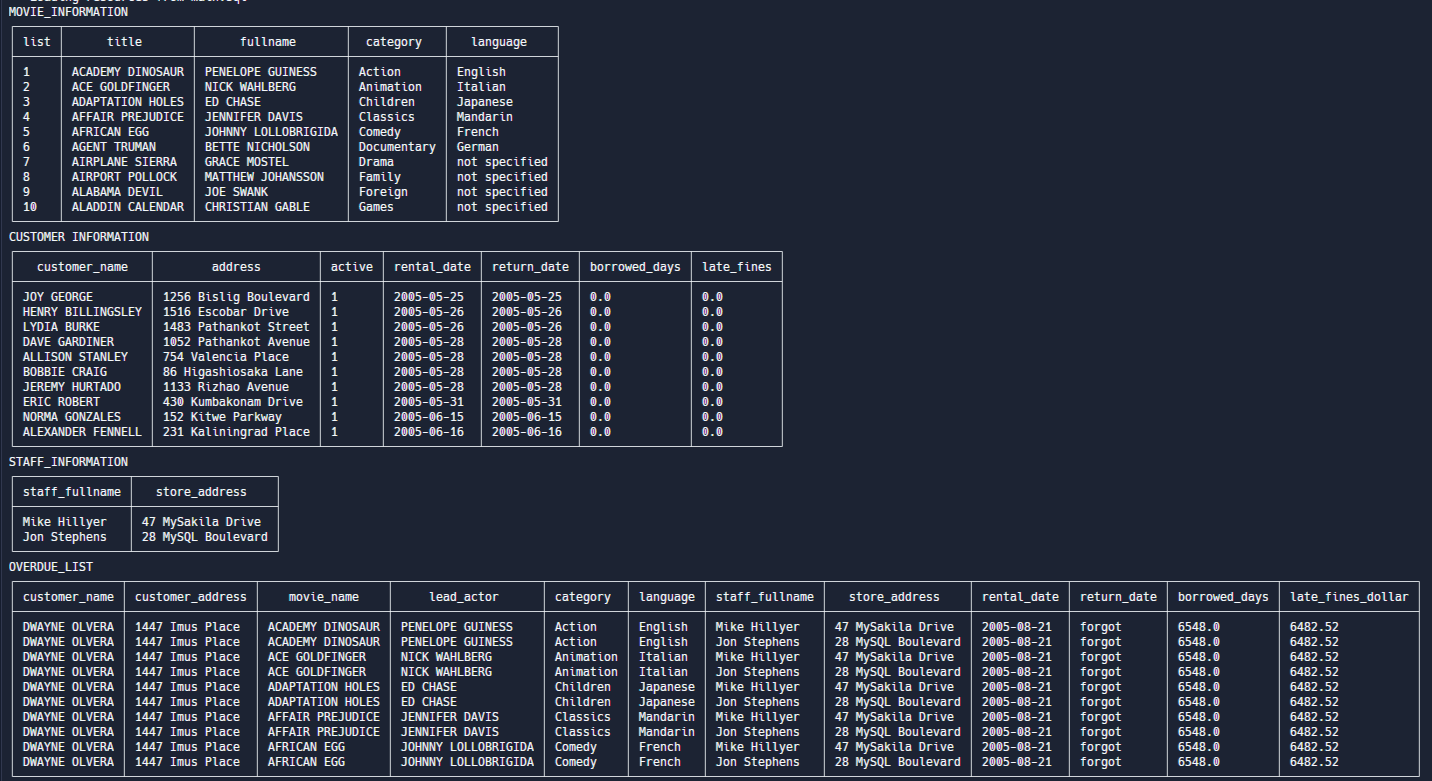 MOVIE_INFORMATION
list title fullname category language
1 ACADEMY DINOSAUR PENELOPE GUINESS Action English
2 ACE GOLDFINGER NICK WAHLBERG Animation Italian
3 ADAPTATION HOLES ED CHASE Children Japanese
4 AFFAIR PREJUDICE JENNIFER DAVIS Classics Mandarin
5 AFRICAN EGG JOHNNY LOLLOBRIGIDA Comedy French
6 AGENT TRUMAN BETTE NICHOLSON Documentary German
7 AIRPLANE SIERRA GRACE MOSTEL Drama not specified
8 AIRPORT POLLOCK MATTHEW JOHANSSON Family not specified
9 ALABAMA DEVIL JOE SWANK Foreign not specified
10 ALADDIN CALENDAR CHRISTIAN GABLE Games not specified
CUSTOMER INFORMATION
customer_name address active rental_date return_date borrowed_days late_fines
JOY GEORGE 1256 Bislig Boulevard 1 2005-05-25 2005-05-25 0.0 0.0
HENRY BILLINGSLEY 1516 Escobar Drive 1 2005-05-26 2005-05-26 0.0 0.0
LYDIA BURKE 1483 Pathankot Street 1 2005-05-26 2005-05-26 0.0 0.0
DAVE GARDINER 1052 Pathankot Avenue 1 2005-05-28 2005-05-28 0.0 0.0
ALLISON STANLEY 754 Valencia Place 1 2005-05-28 2005-05-28 0.0 0.0
BOBBIE CRAIG 86 Higashiosaka Lane 1 2005-05-28 2005-05-28 0.0 0.0
JEREMY HURTADO 1133 Rizhao Avenue 1 2005-05-28 2005-05-28 0.0 0.0
ERIC ROBERT 430 Kumbakonam Drive 1 2005-05-31 2005-05-31 0.0 0.0
NORMA GONZALES 152 Kitwe Parkway 1 2005-06-15 2005-06-15 0.0 0.0
ALEXANDER FENNELL 231 Kaliningrad Place 1 2005-06-16 2005-06-16 0.0 0.0
STAFF_INFORMATION
staff_fullname store_address
Mike Hillyer 47 MySakila Drive
Jon Stephens 28 MySQL Boulevard
OVERDUE_LIST
customer_name customer_address movie_name lead_actor category language staff_fullname store_address rental_date return_date borrowed_days late_fines_dollar
DWAYNE OLVERA 1447 Imus Place ACADEMY DINOSAUR PENELOPE GUINESS Action English Mike Hillyer 47 MySakila Drive 2005-08-21 forgot 6548.0 6482.52
DWAYNE OLVERA 1447 Imus Place ACADEMY DINOSAUR PENELOPE GUINESS Action English Jon Stephens 28 MySQL Boulevard 2005-08-21 forgot 6548.0 6482.52
DWAYNE OLVERA 1447 Imus Place ACE GOLDFINGER NICK WAHLBERG Animation Italian Mike Hillyer 47 MySakila Drive 2005-08-21 forgot 6548.0 6482.52
DWAYNE OLVERA 1447 Imus Place ACE GOLDFINGER NICK WAHLBERG Animation Italian Jon Stephens 28 MySQL Boulevard 2005-08-21 forgot 6548.0 6482.52
DWAYNE OLVERA 1447 Imus Place ADAPTATION HOLES ED CHASE Children Japanese Mike Hillyer 47 MySakila Drive 2005-08-21 forgot 6548.0 6482.52
DWAYNE OLVERA 1447 Imus Place ADAPTATION HOLES ED CHASE Children Japanese Jon Stephens 28 MySQL Boulevard 2005-08-21 forgot 6548.0 6482.52
DWAYNE OLVERA 1447 Imus Place AFFAIR PREJUDICE JENNIFER DAVIS Classics Mandarin Mike Hillyer 47 MySakila Drive 2005-08-21 forgot 6548.0 6482.52
DWAYNE OLVERA 1447 Imus Place AFFAIR PREJUDICE JENNIFER DAVIS Classics Mandarin Jon Stephens 28 MySQL Boulevard 2005-08-21 forgot 6548.0 6482.52
DWAYNE OLVERA 1447 Imus Place AFRICAN EGG JOHNNY LOLLOBRIGIDA Comedy French Mike Hillyer 47 MySakila Drive 2005-08-21 forgot 6548.0 6482.52
DWAYNE OLVERA 1447 Imus Place AFRICAN EGG JOHNNY LOLLOBRIGIDA Comedy French Jon Stephens 28 MySQL Boulevard 2005-08-21 forgot 6548.0 6482.52